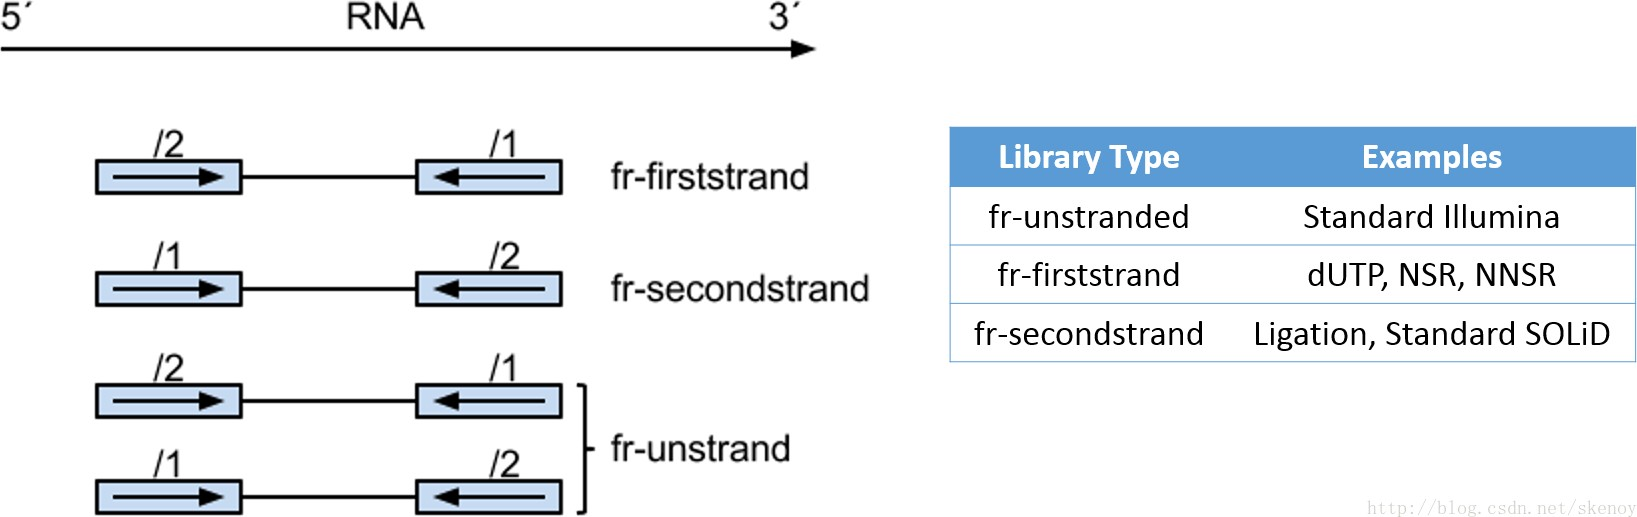 5´ RNA 3´
/2 /1
fr-firststrand
/1 /2
fr-secondstrand
/2 /1
fr-unstrand
/1 /2
Library Type Examples
fr-unstranded Standard Illumina
fr-firststrand dUTP, NSR, NNSR
fr-secondstrand Ligation, Standard SOLiD
http://blog.csdn.net/skenoy